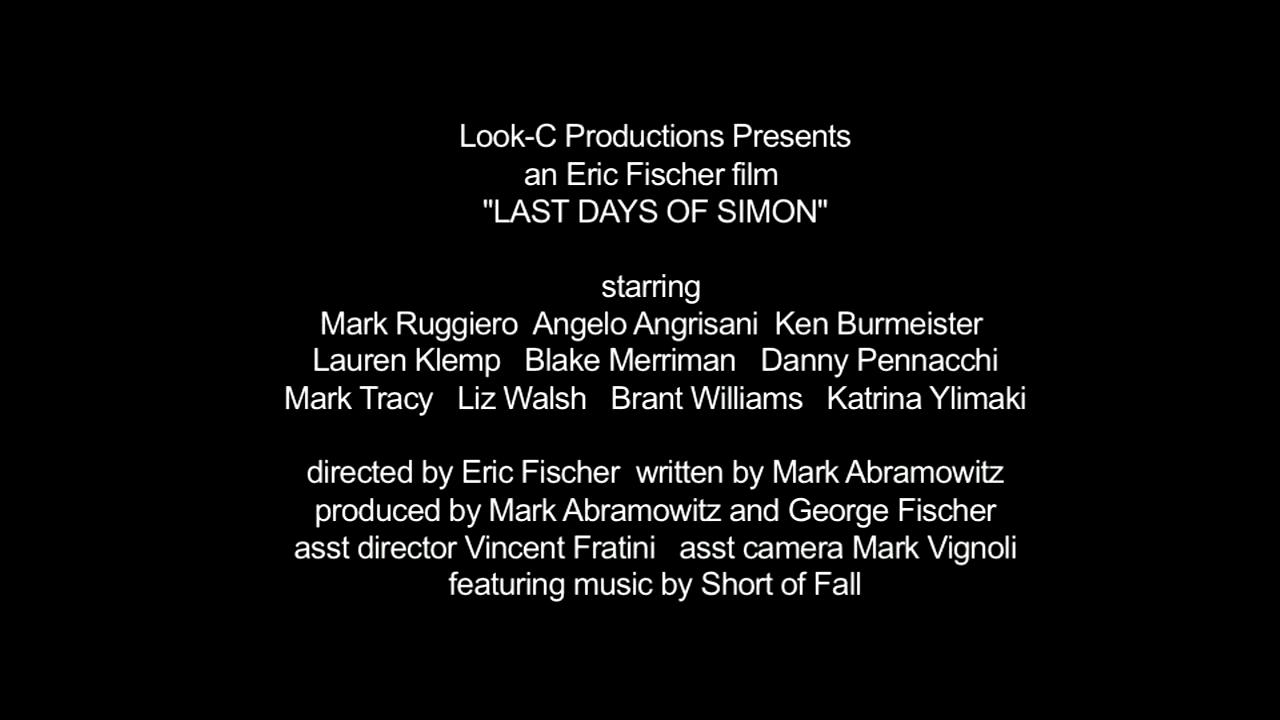 Look-C Productions Presents
an Eric Fischer film
"LAST DAYS OF SIMON"
starring
Mark Ruggiero Angelo Angrisani Ken Burmeister
Lauren Klemp Blake Merriman Danny Pennacchi
Mark Tracy Liz Walsh Brant Williams Katrina Ylimaki
directed by Eric Fischer written by Mark Abramowitz
produced by Mark Abramowitz and George Fischer
asst director Vincent Fratini asst camera Mark Vignoli
featuring music by Short of Fall